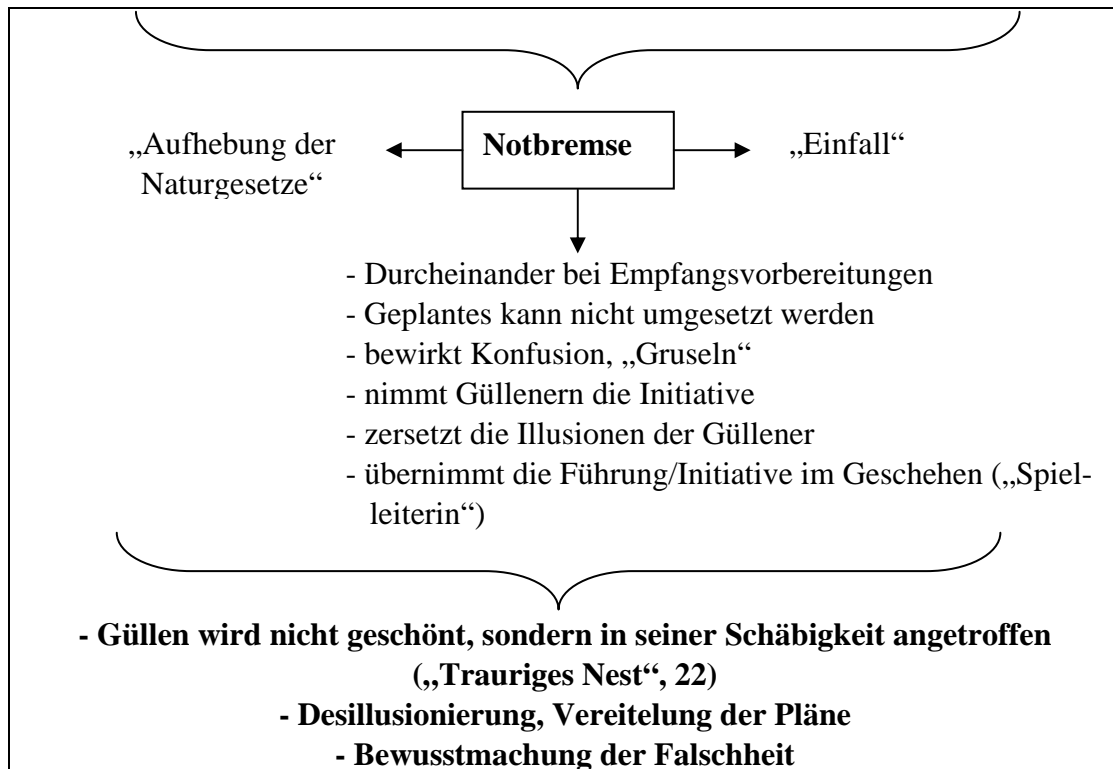 „Aufhebung der
Naturgesetze“
Notbremse
„Einfall“
- Durcheinander bei Empfangsvorbereitungen
- Geplantes kann nicht umgesetzt werden
- bewirkt Konfusion, „Gruseln“
- nimmt Güllenern die Initiative
- zersetzt die Illusionen der Güllener
- übernimmt die Führung/Initiative im Geschehen („Spiel-
leiterin“)
- Güllen wird nicht geschönt, sondern in seiner Schäbigkeit angetroffen
(„Trauriges Nest“, 22)
- Desillusionierung, Vereitelung der Pläne
- Bewusstmachung der Falschheit